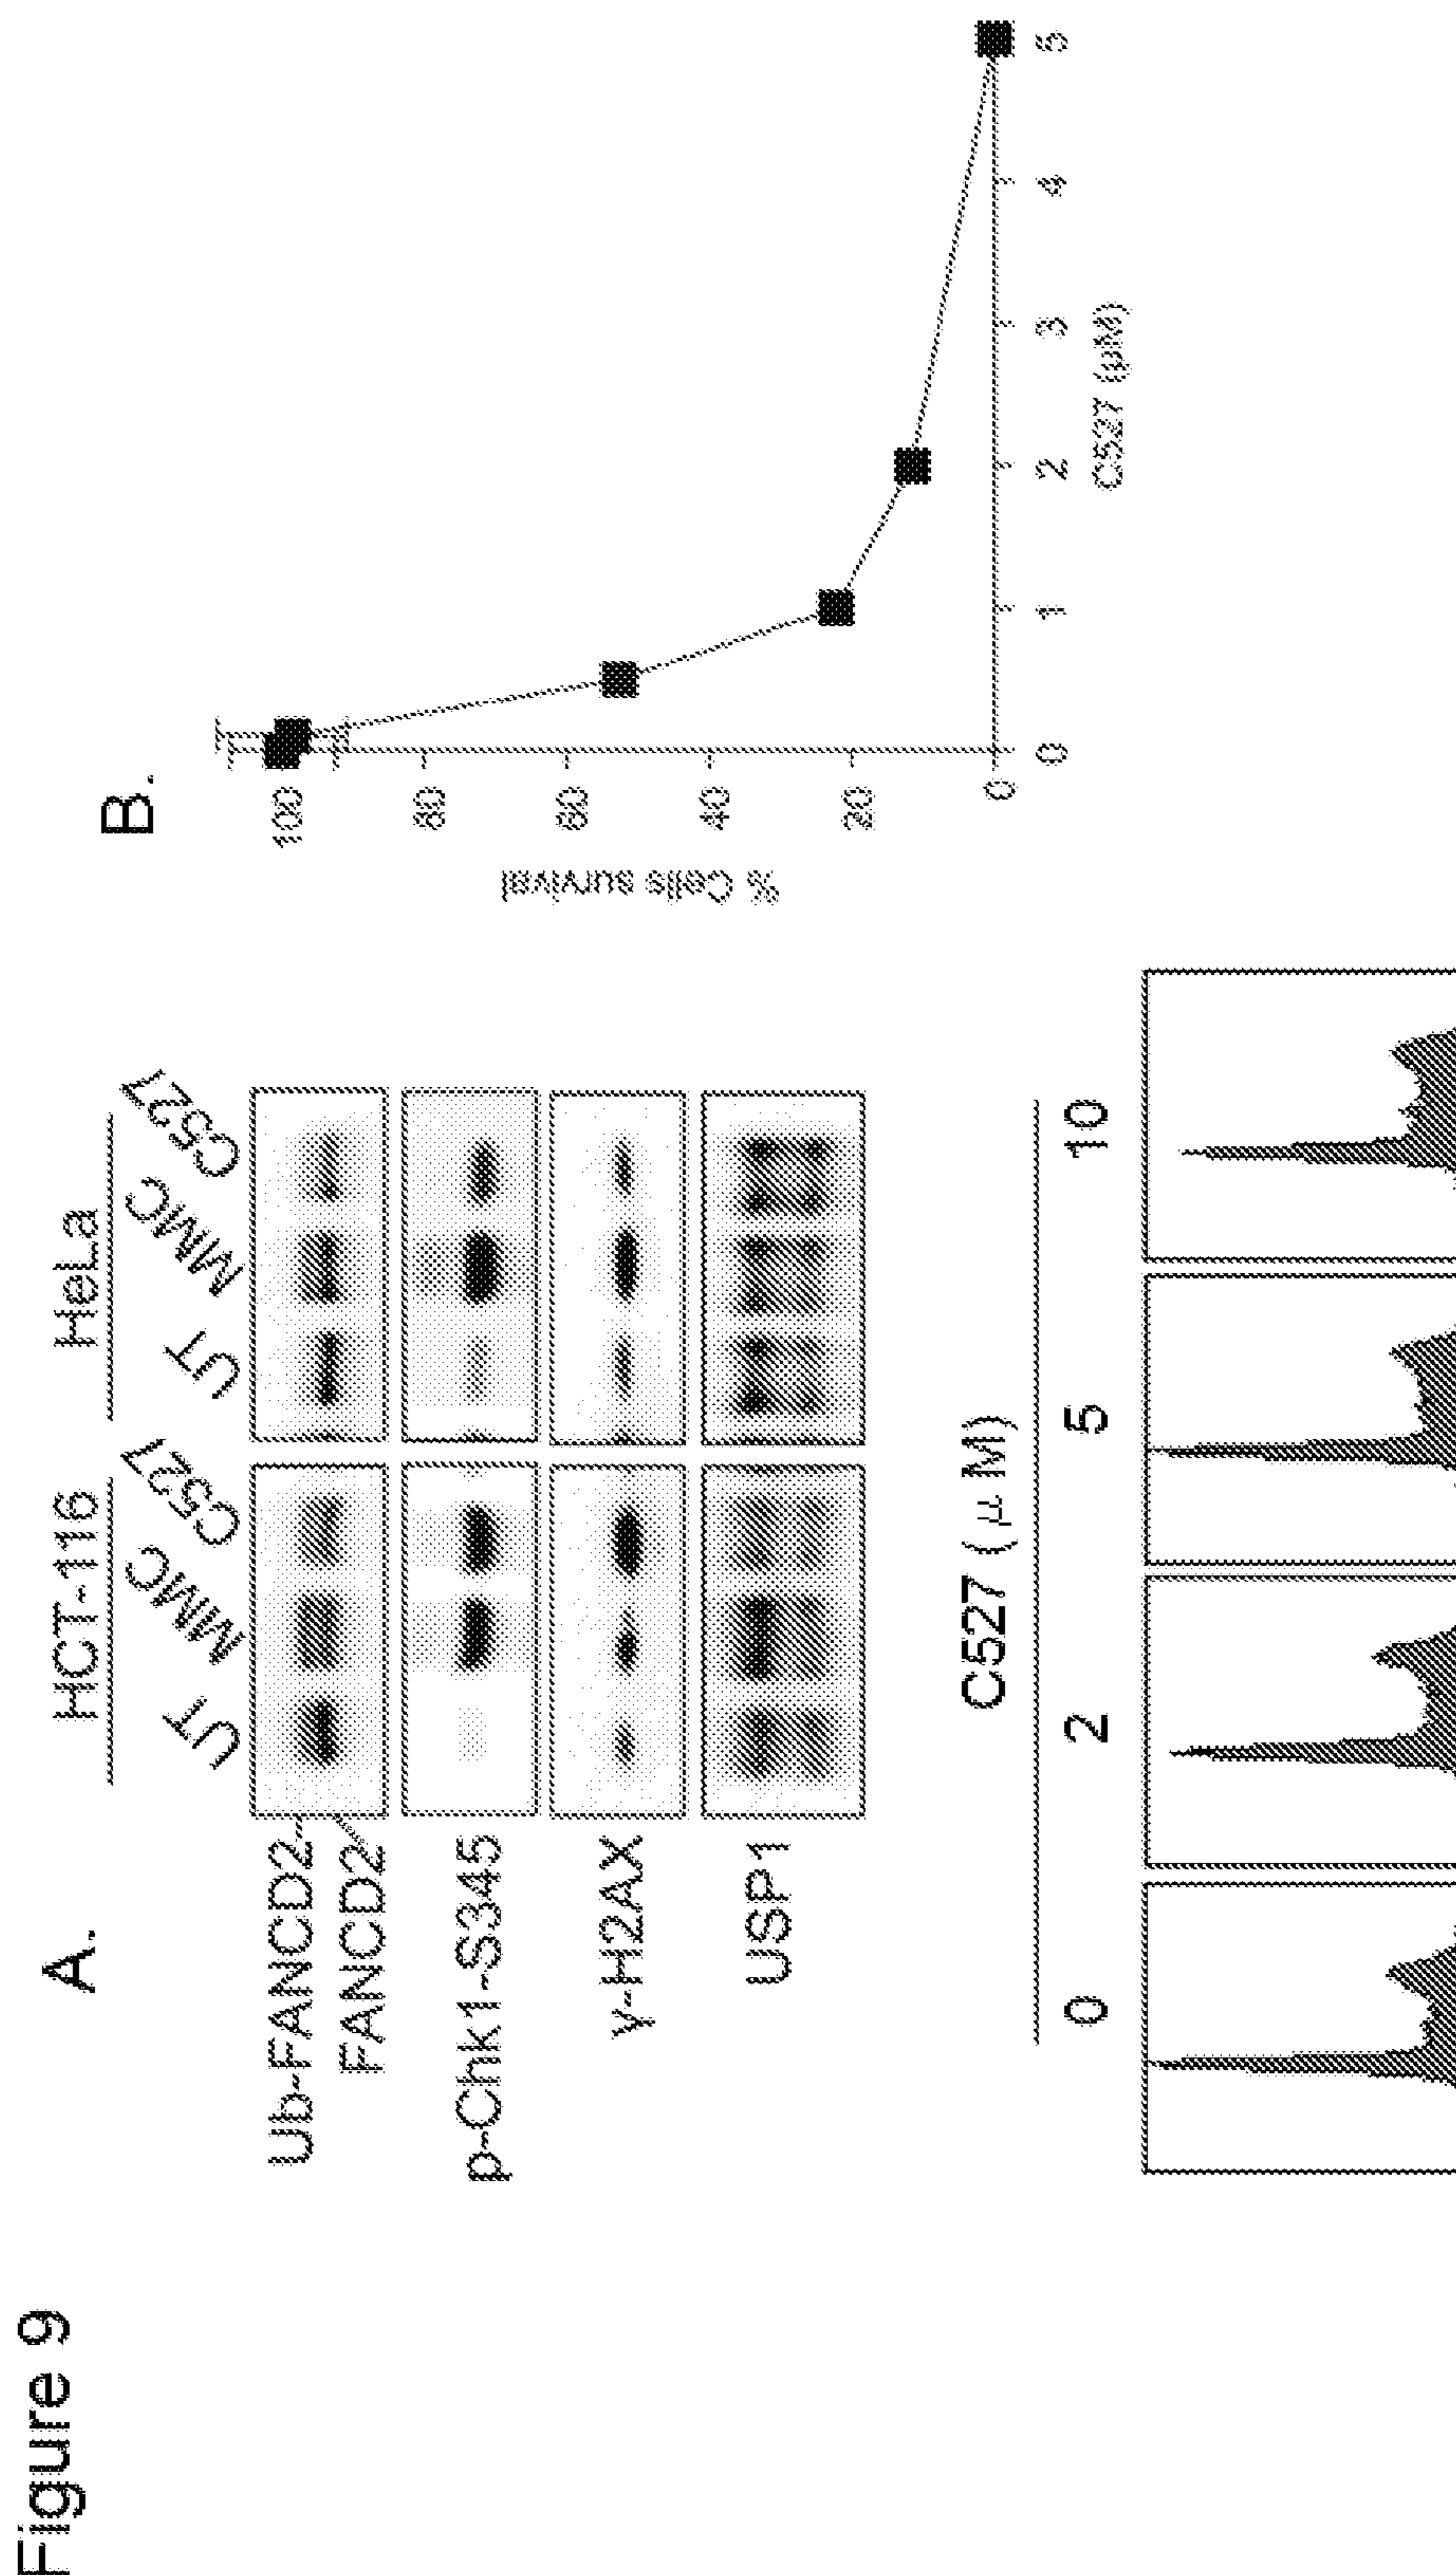 Figure 9
A.
HCT-116 HeLa
UT MMC C527 UT MMC C527
Ub-FANCD2
FANCD2
p-Chk1-S345
γ-H2AX
USP1
B.
% Cells survival
100
80
60
40
20
0
0 1 2 3 4 5
C527 (μM)
C527 (μM)
0 2 5 10